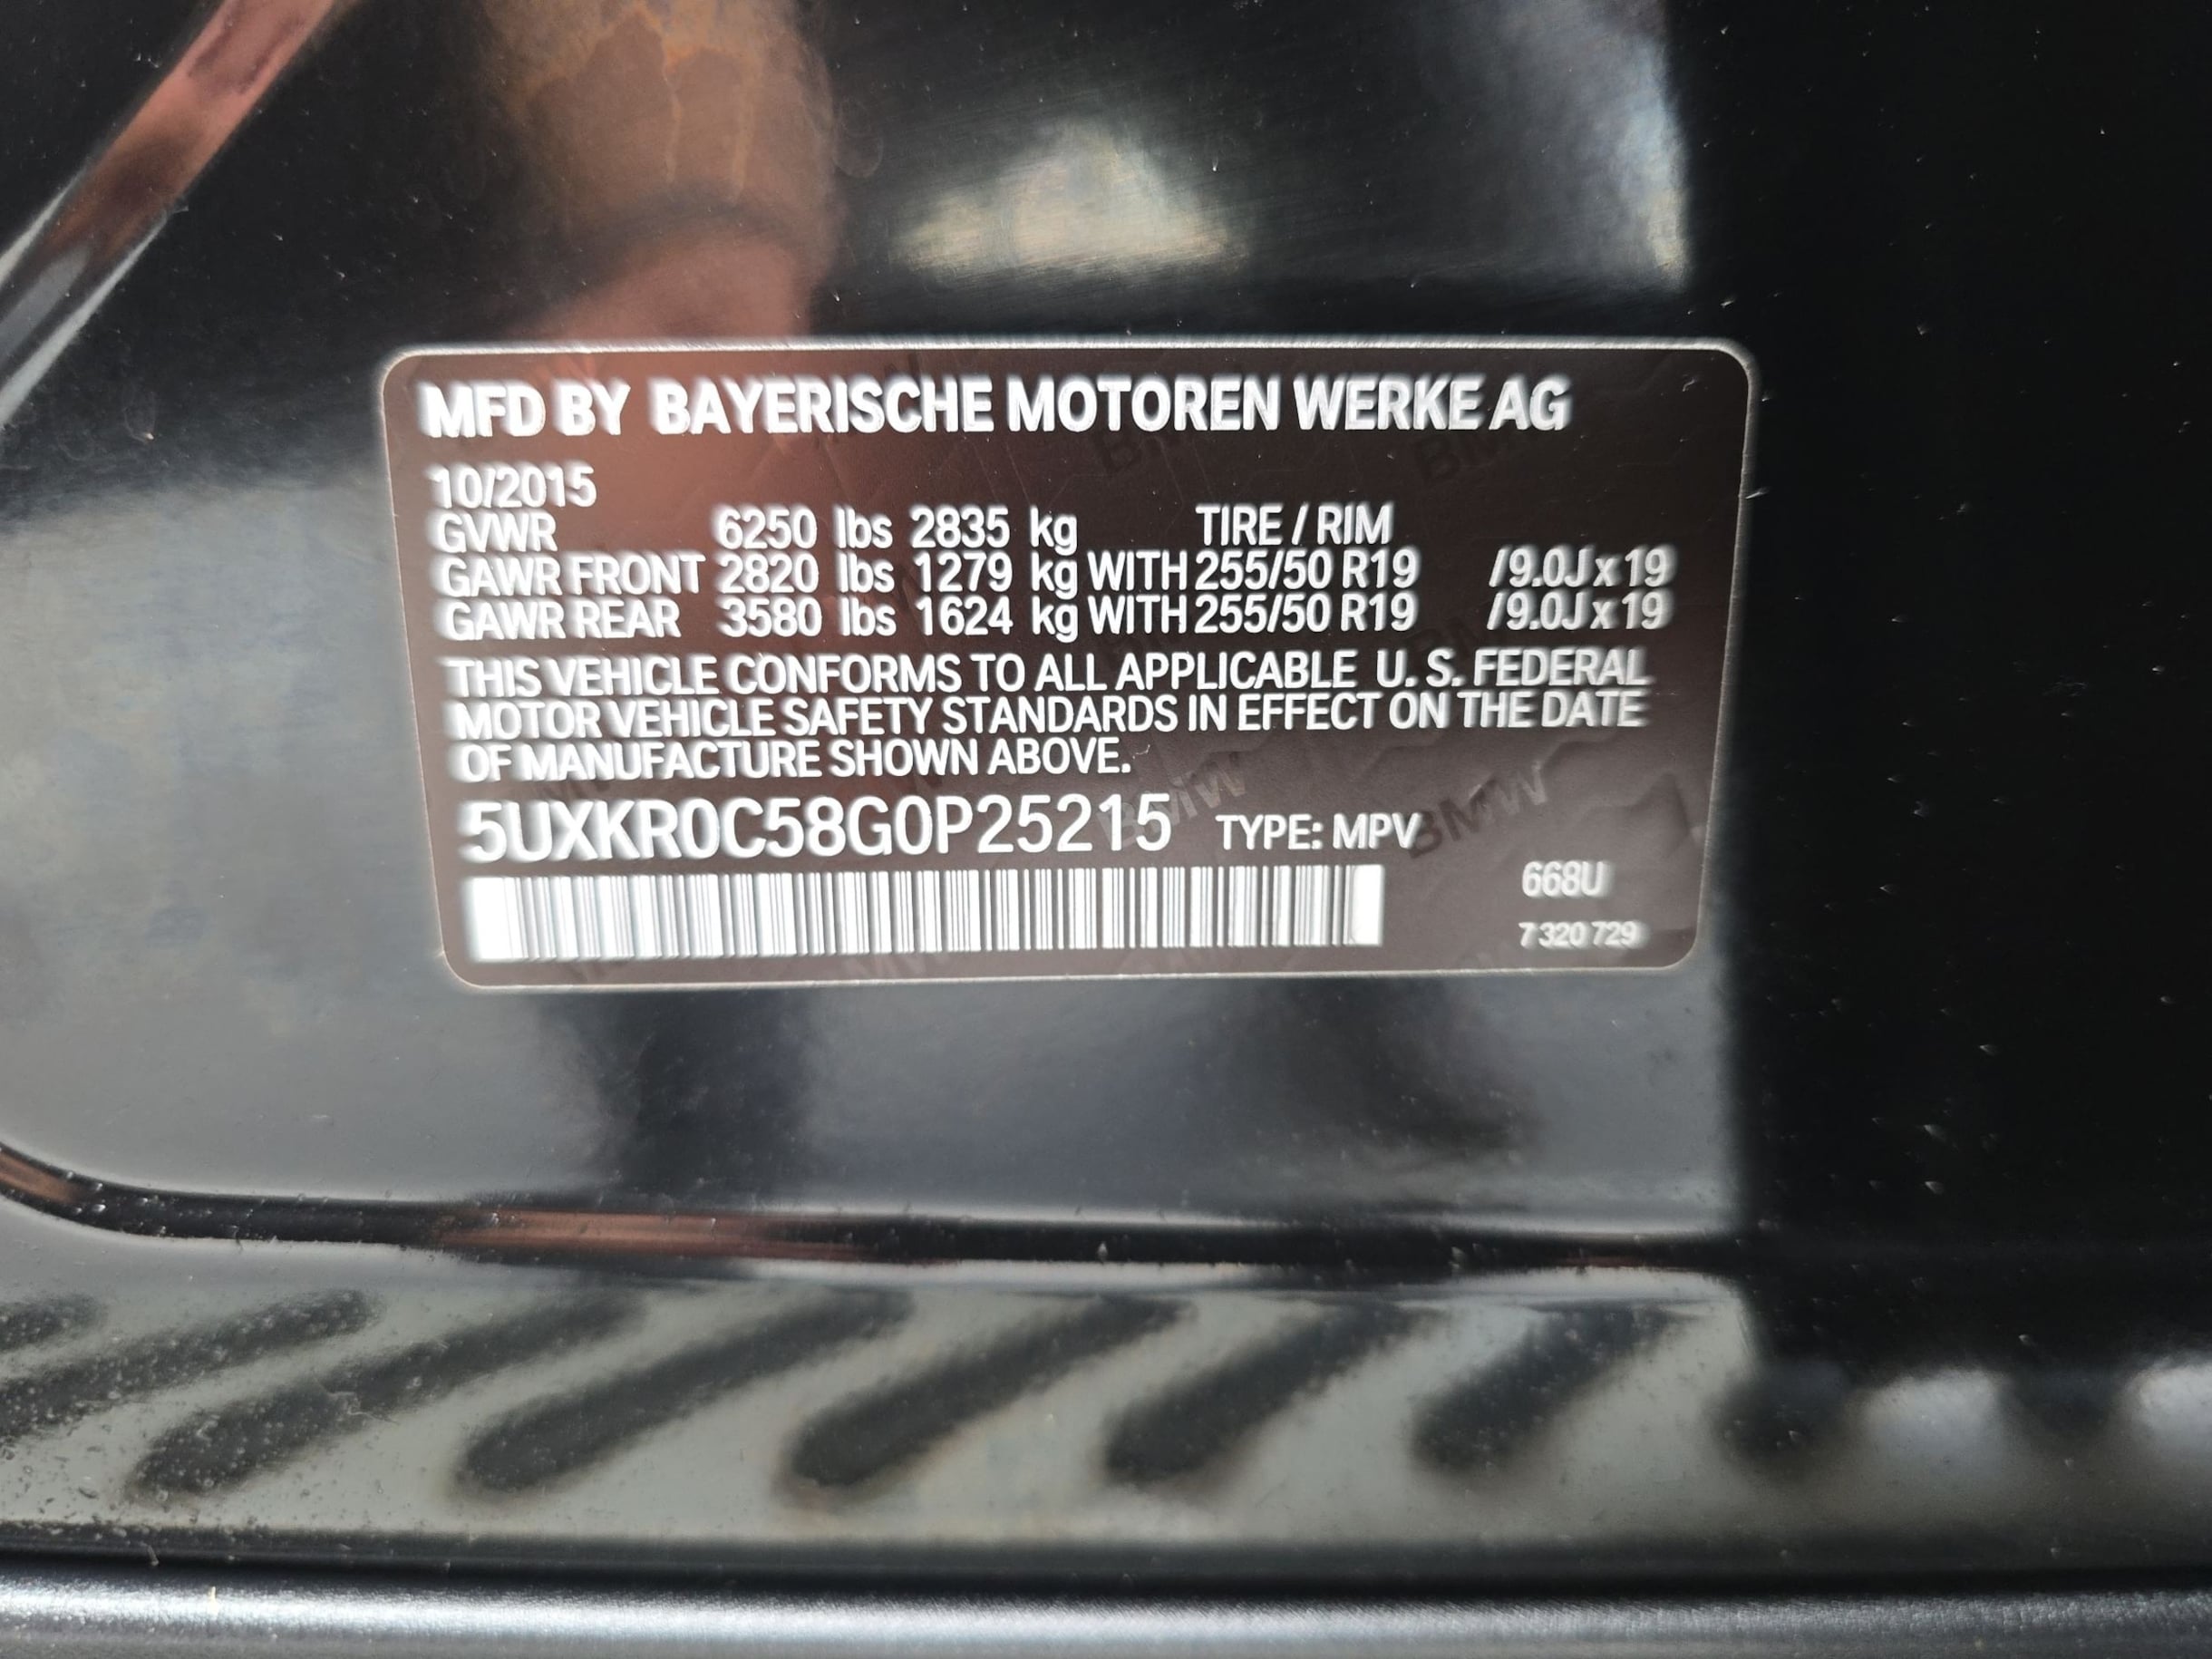 MFD BY BAYERISCHE MOTOREN WERKE AG
10/2015
GVWR 6250 lbs 2835 kg TIRE / RIM
GAWR FRONT 2820 lbs 1279 kg WITH 255/50 R19 /9.0J x 19
GAWR REAR 3580 lbs 1624 kg WITH 255/50 R19 /9.0J x 19
THIS VEHICLE CONFORMS TO ALL APPLICABLE U. S. FEDERAL
MOTOR VEHICLE SAFETY STANDARDS IN EFFECT ON THE DATE
OF MANUFACTURE SHOWN ABOVE.
5UXKR0C58G0P25215 TYPE: MPV
668U
7 320 729